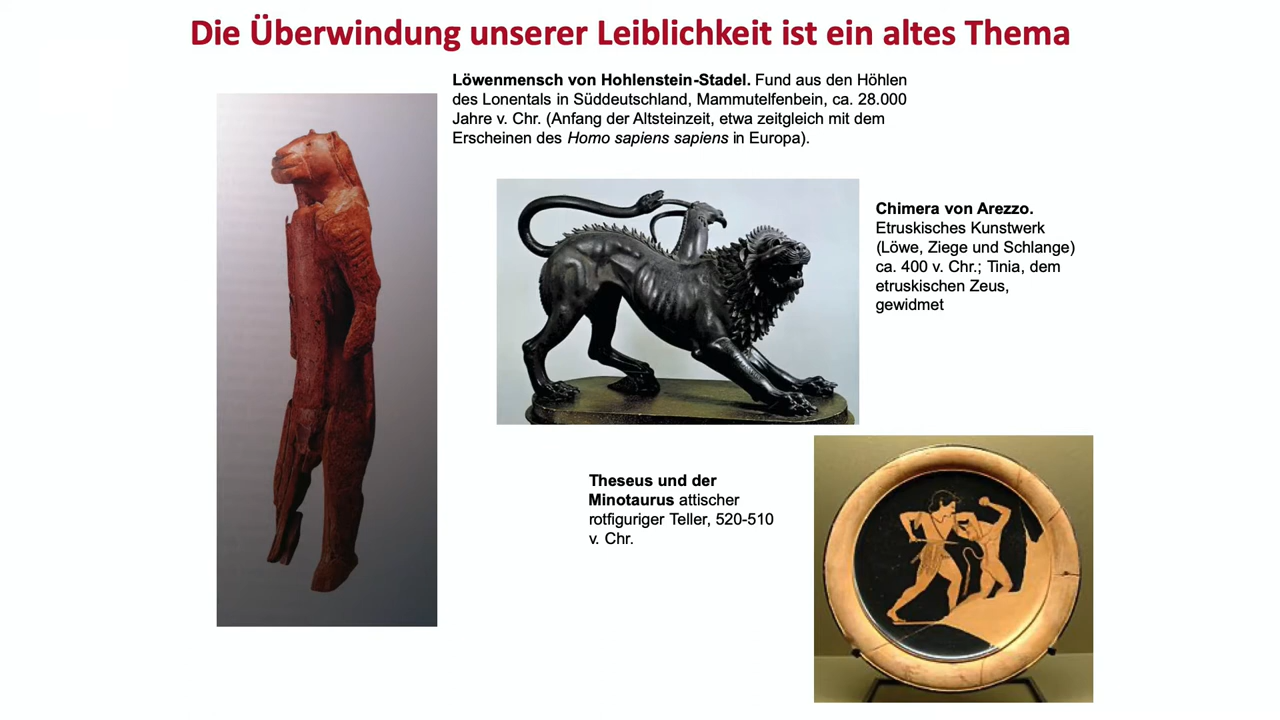 Die Überwindung unserer Leiblichkeit ist ein altes Thema
Löwenmensch von Hohlenstein-Stadel. Fund aus den Höhlen
des Lonentals in Süddeutschland, Mammutelfenbein, ca. 28.000
Jahre v. Chr. (Anfang der Altsteinzeit, etwa zeitgleich mit dem
Erscheinen des Homo sapiens sapiens in Europa).
Chimera von Arezzo.
Etruskisches Kunstwerk
(Löwe, Ziege und Schlange)
ca. 400 v. Chr.; Tinia, dem
etruskischen Zeus,
gewidmet
Theseus und der
Minotaurus attischer
rotfiguriger Teller, 520-510
v. Chr.